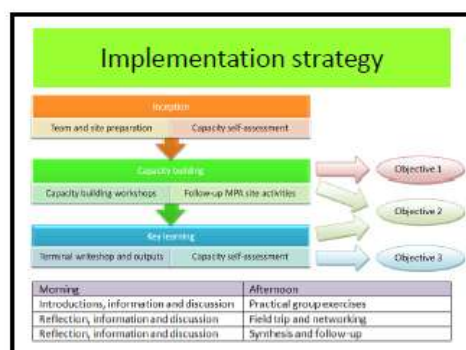 Implementation strategy
Inception
Team and site preparation Capacity self-assessment
Capacity building
Capacity building workshops Follow-up MPA site activities
Key learning
Terminal writeshop and outputs Capacity self-assessment
Objective 1
Objective 2
Objective 3
Morning Afternoon
Introductions, information and discussion Practical group exercises
Reflection, information and discussion Field trip and networking
Reflection, information and discussion Synthesis and follow-up